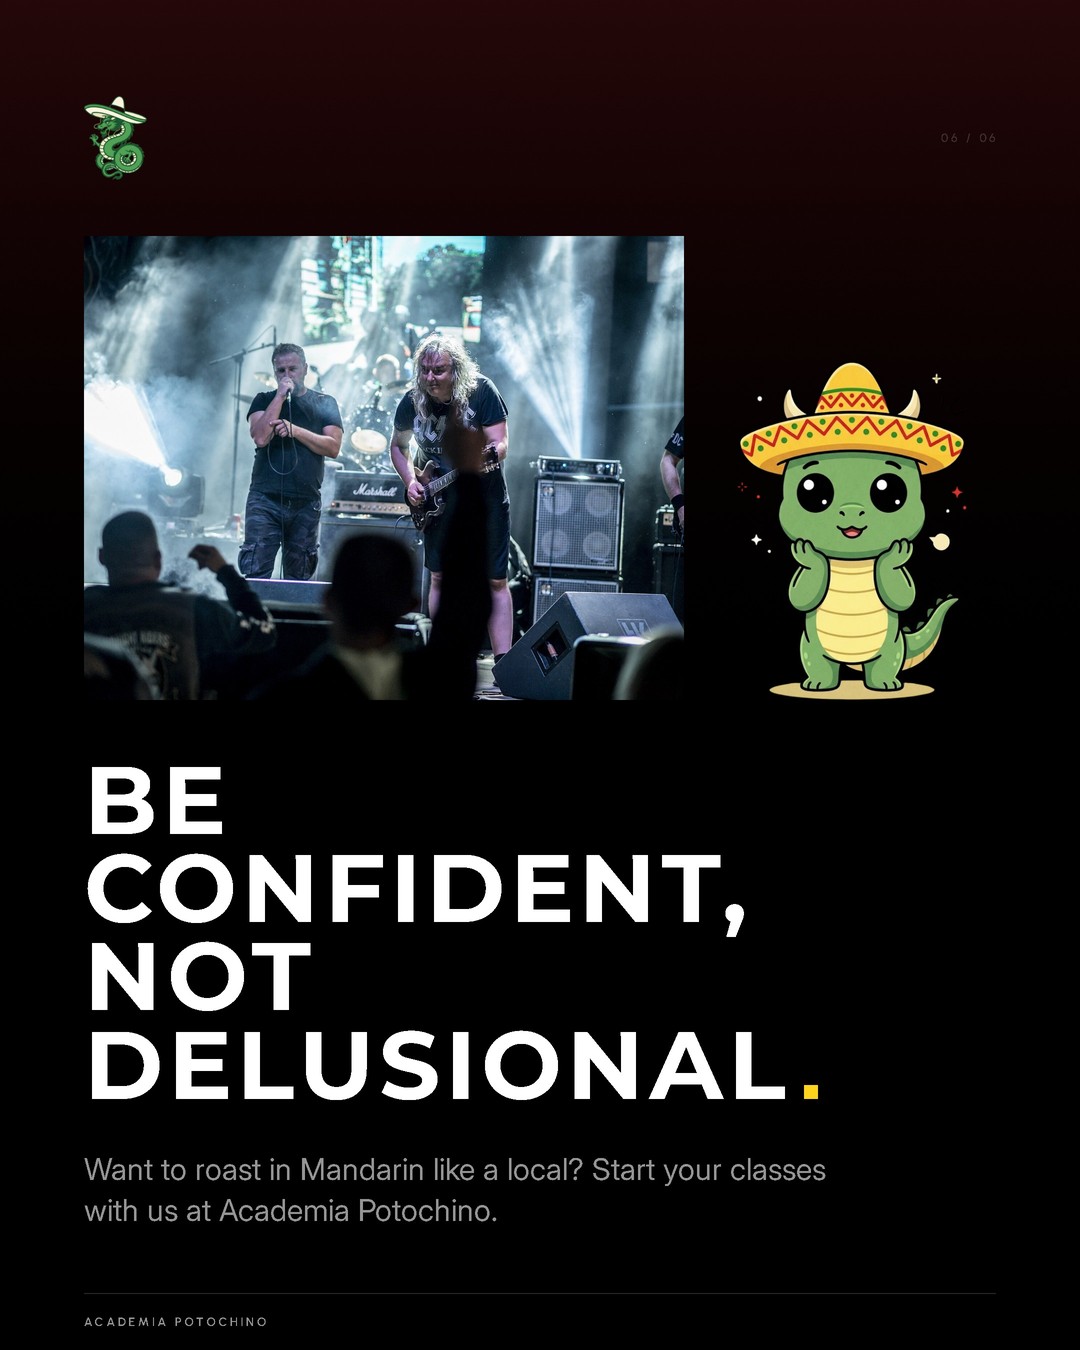 06 / 06
Marshall
BE
CONFIDENT,
NOT
DELUSIONAL.
Want to roast in Mandarin like a local? Start your classes
with us at Academia Potochino.
ACADEMIA POTOCHINO